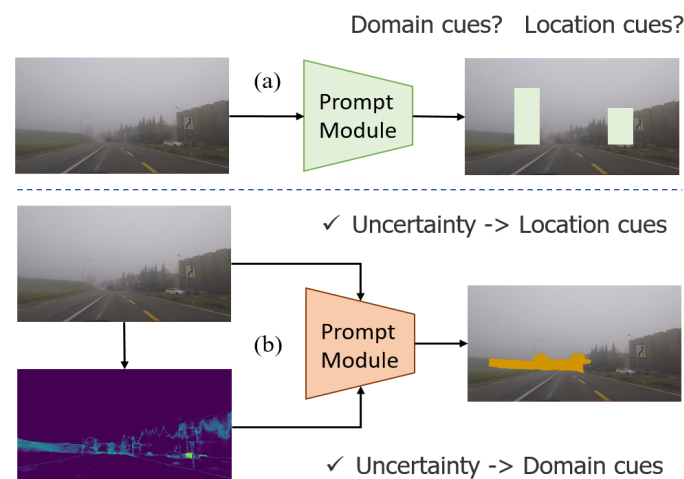 Domain cues? Location cues?
(a)
Prompt
Module
✓ Uncertainty -> Location cues
(b)
Prompt
Module
✓ Uncertainty -> Domain cues